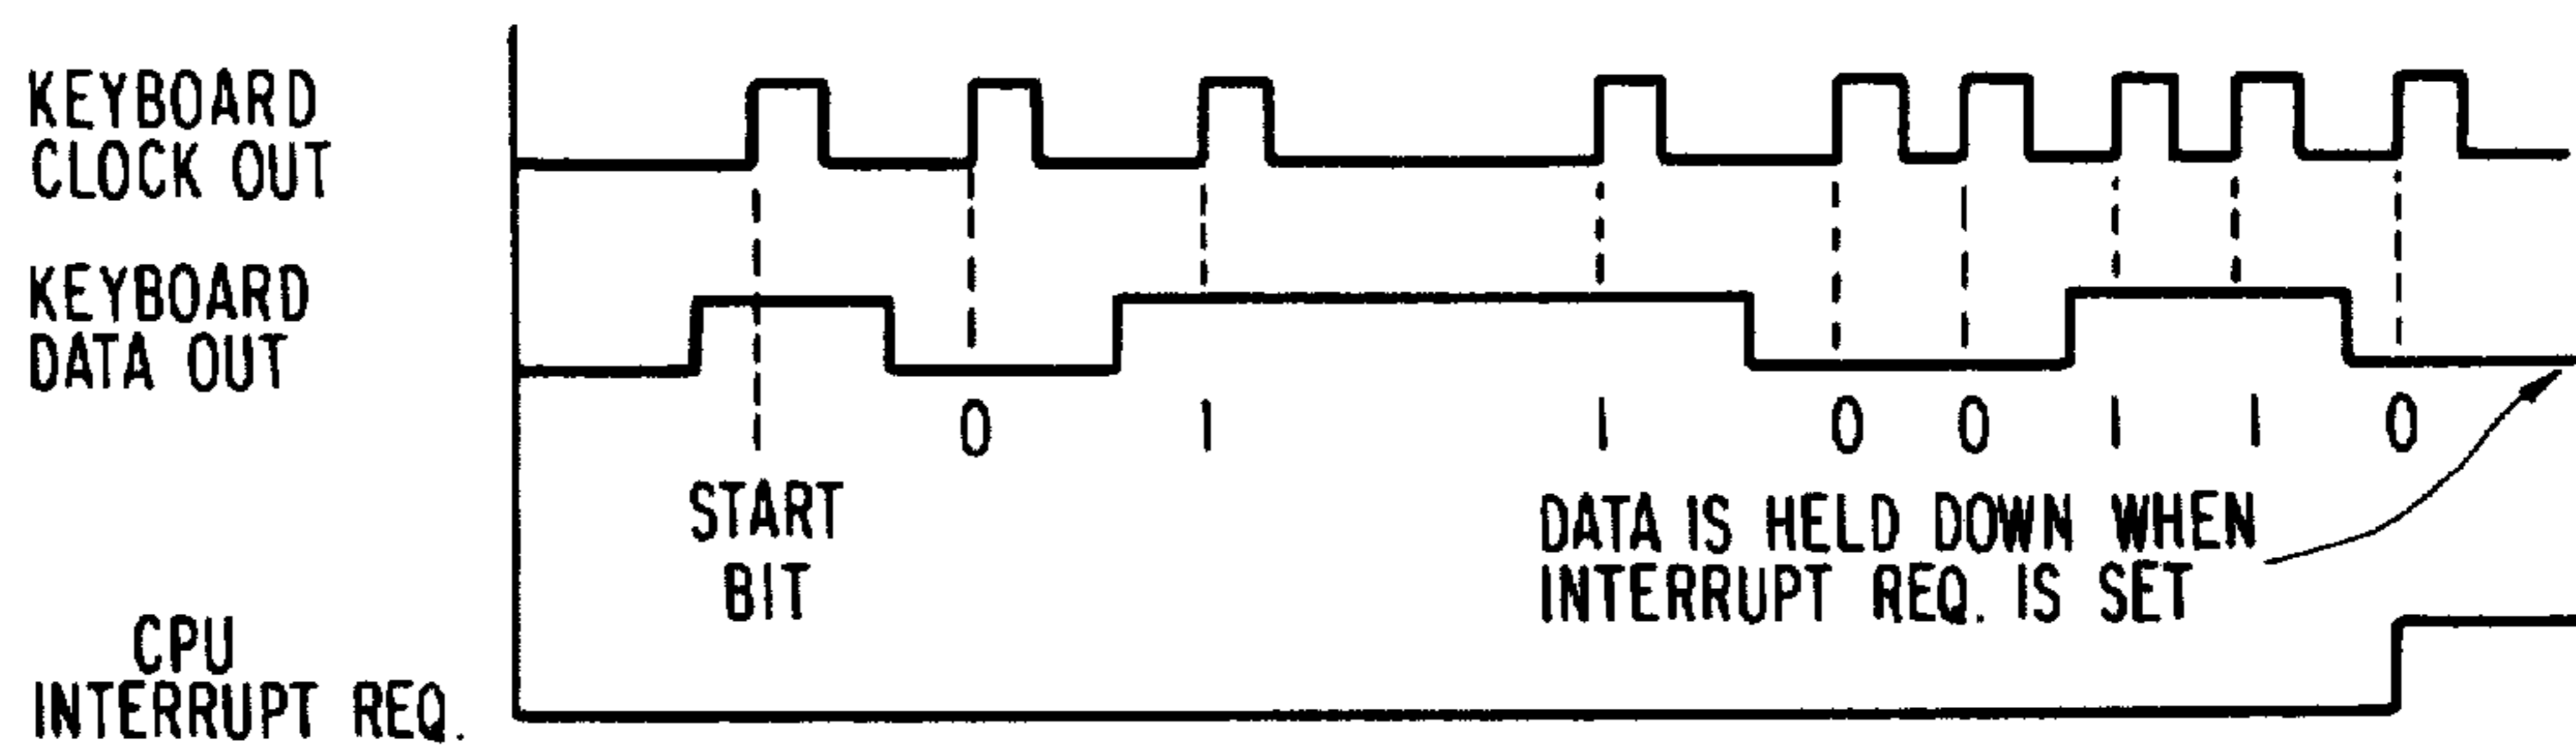 KEYBOARD
CLOCK OUT
KEYBOARD
DATA OUT
0 1 1 0 0 1 1 0
START
BIT
DATA IS HELD DOWN WHEN
INTERRUPT REQ. IS SET
CPU
INTERRUPT REQ.